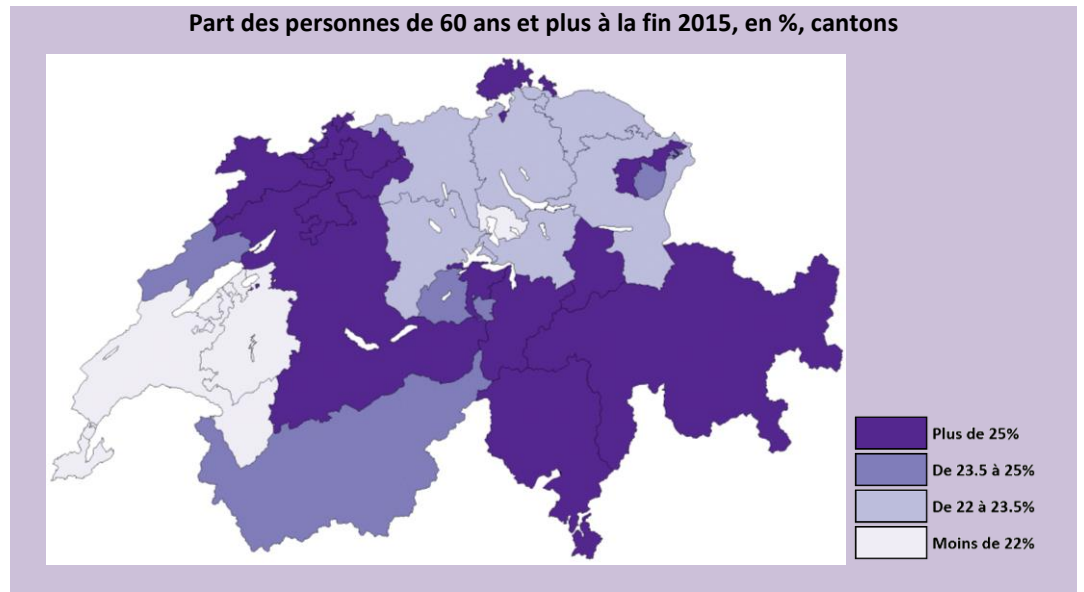 Part des personnes de 60 ans et plus à la fin 2015, en %, cantons
Plus de 25%
De 23.5 à 25%
De 22 à 23.5%
Moins de 22%